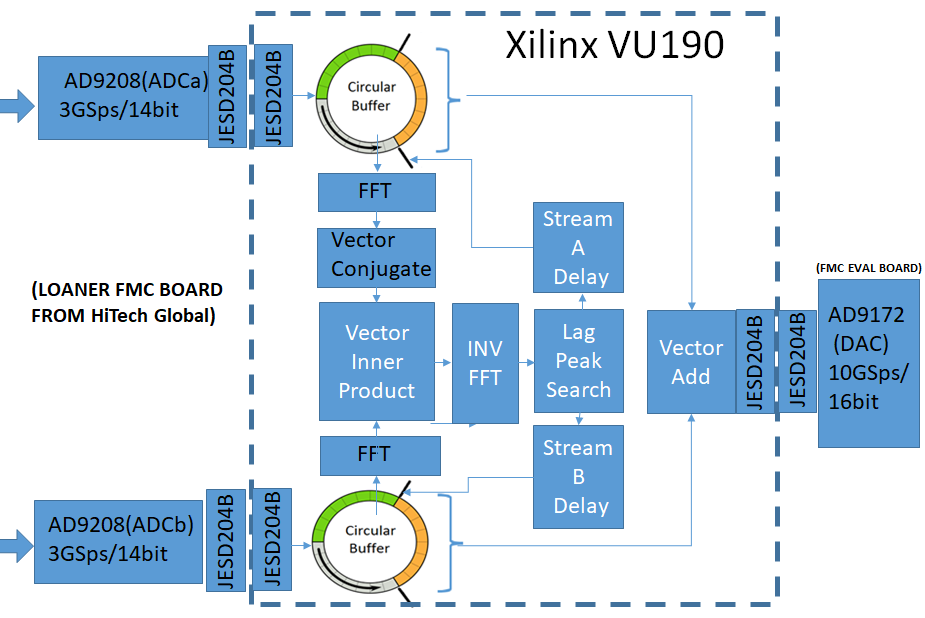 Xilinx VU190
AD9208(ADCa)
3GSps/14bit
JESD204B
JESD204B
Circular
Buffer
FFT
Vector
Conjugate
Stream
A
Delay
(LOANER FMC BOARD
FROM HiTech Global)
Vector
Inner
Product
INV
FFT
Lag
Peak
Search
Vector
Add
JESD204B
JESD204B
(FMC EVAL BOARD)
AD9172
(DAC)
10GSps/
16bit
FFT
Stream
B
Delay
AD9208(ADCb)
3GSps/14bit
JESD204B
JESD204B
Circular
Buffer